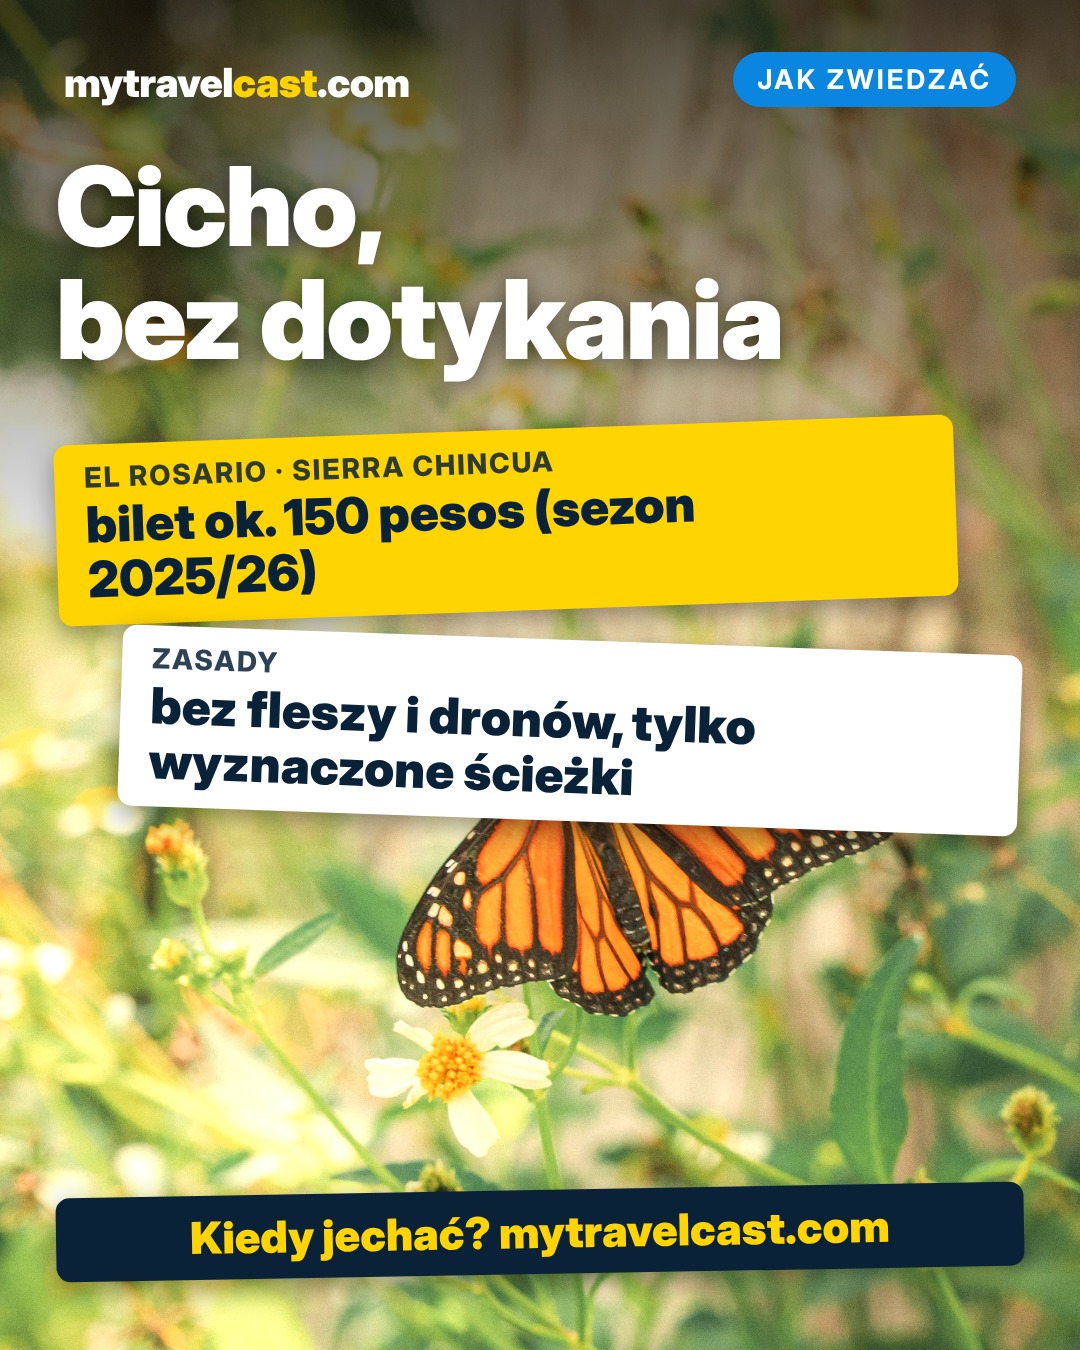 mytravelcast.com
JAK ZWIEDZAĆ
Cicho,
bez dotykania
EL ROSARIO · SIERRA CHINCUA
bilet ok. 150 pesos (sezon
2025/26)
ZASADY
bez fleszy i dronów, tylko
wyznaczone ścieżki
Kiedy jechać? mytravelcast.com